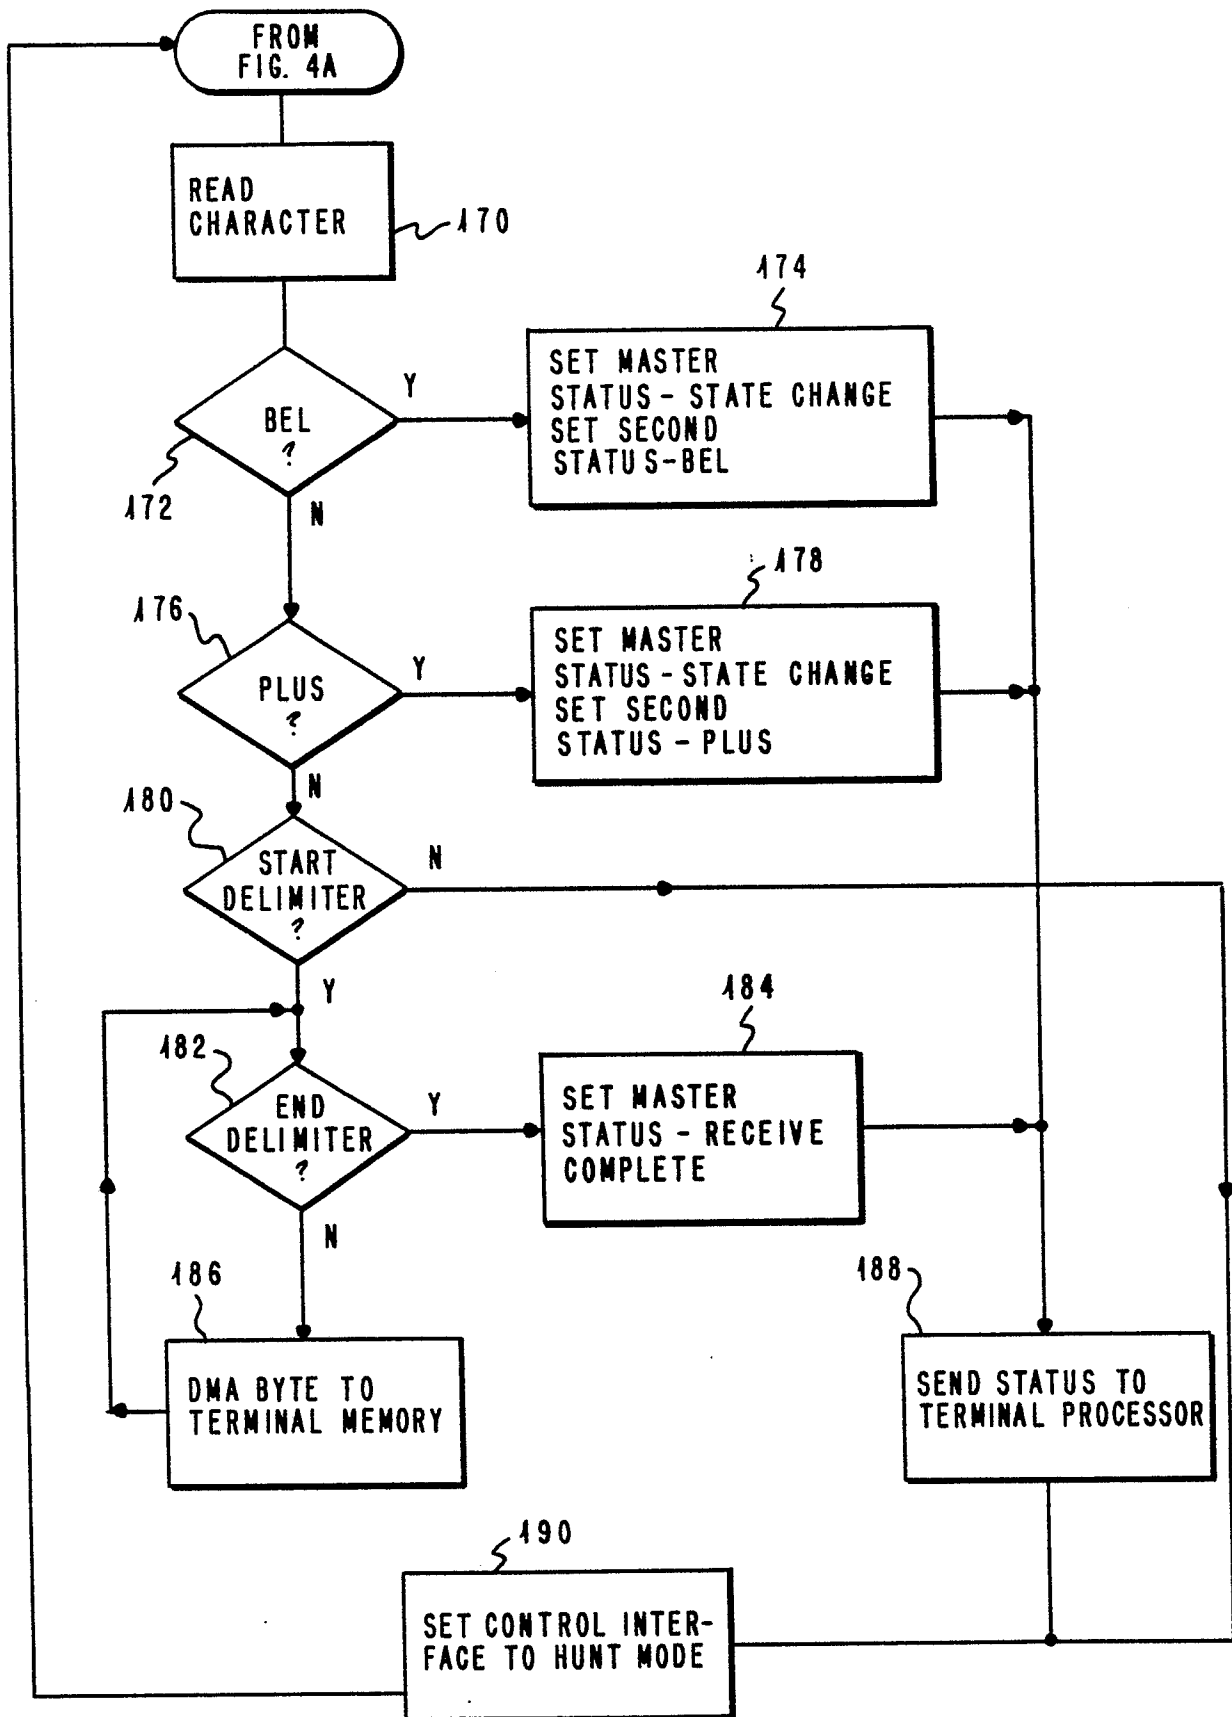 FROM
FIG. 4A
READ
CHARACTER
170
174
BEL
?
Y
172
N
SET MASTER
STATUS - STATE CHANGE
SET SECOND
STATUS-BEL
178
176
PLUS
?
Y
N
SET MASTER
STATUS - STATE CHANGE
SET SECOND
STATUS - PLUS
180
START
DELIMITER
?
N
Y
184
182
END
DELIMITER
?
Y
N
SET MASTER
STATUS - RECEIVE
COMPLETE
186
DMA BYTE TO
TERMINAL MEMORY
188
SEND STATUS TO
TERMINAL PROCESSOR
190
SET CONTROL INTER-
FACE TO HUNT MODE